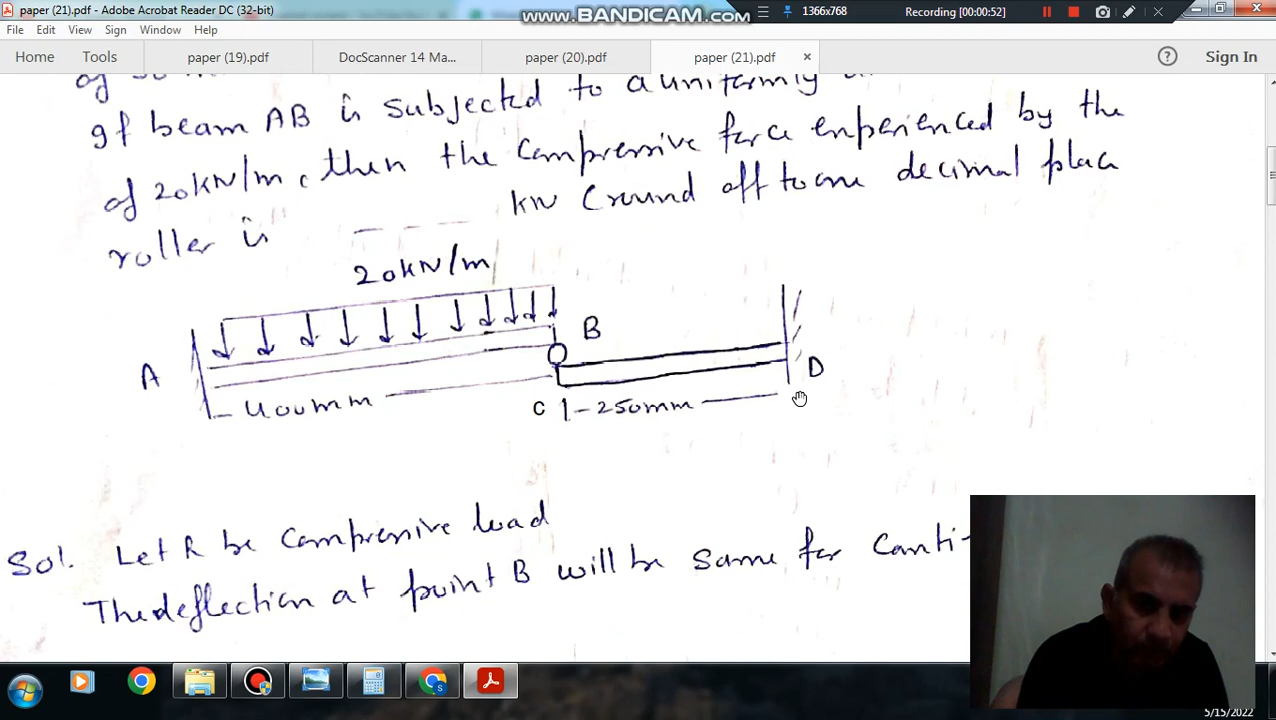 paper (21).pdf - Adobe Acrobat Reader DC (32-bit)
www.BANDICAM.com
1366x768
Recording [00:00:52]
File Edit View Sign Window Help
Home Tools paper (19).pdf DocScanner 14 Ma... paper (20).pdf paper (21).pdf × Sign In
of
gf beam AB is subjected to a uniformly
of 20kN/m, then the compressive force experienced by the
roller is kN (round off to one decimal place
20kN/m
B
A
D
400mm
C 250mm
Sol. Let R be compressive load
The deflection at point B will be same for canti-
5/15/2022